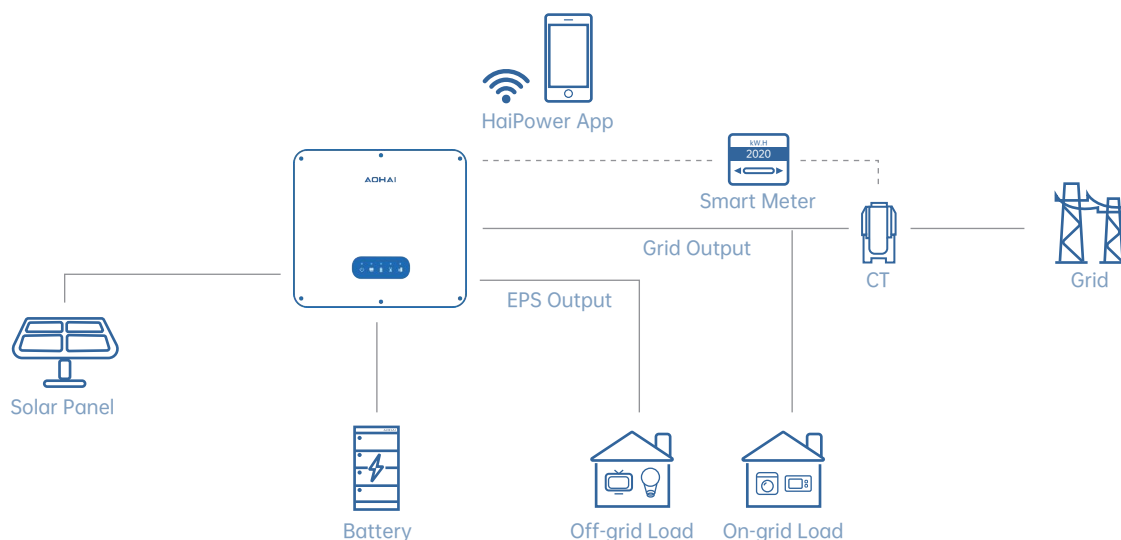 HaiPower App
AOHAI
kW.H
2020
Smart Meter
Grid Output
CT
Grid
EPS Output
Solar Panel
Battery
Off-grid Load
On-grid Load